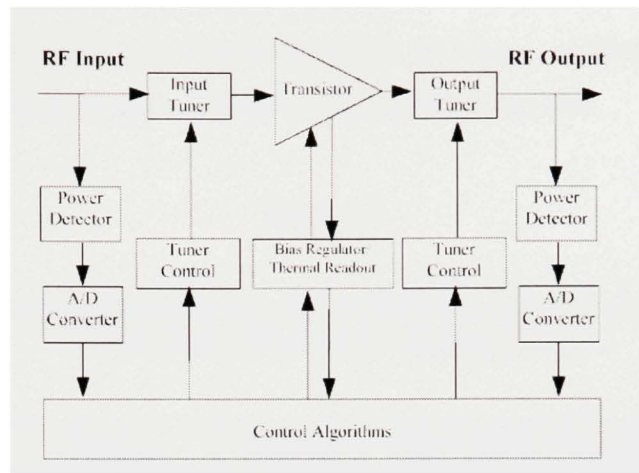 RF Input
RF Output
Input
Tuner
Transistor
Output
Tuner
Power
Detector
Tuner
Control
Bias Regulator
Thermal Readout
Tuner
Control
Power
Detector
A/D
Converter
A/D
Converter
Control Algorithms